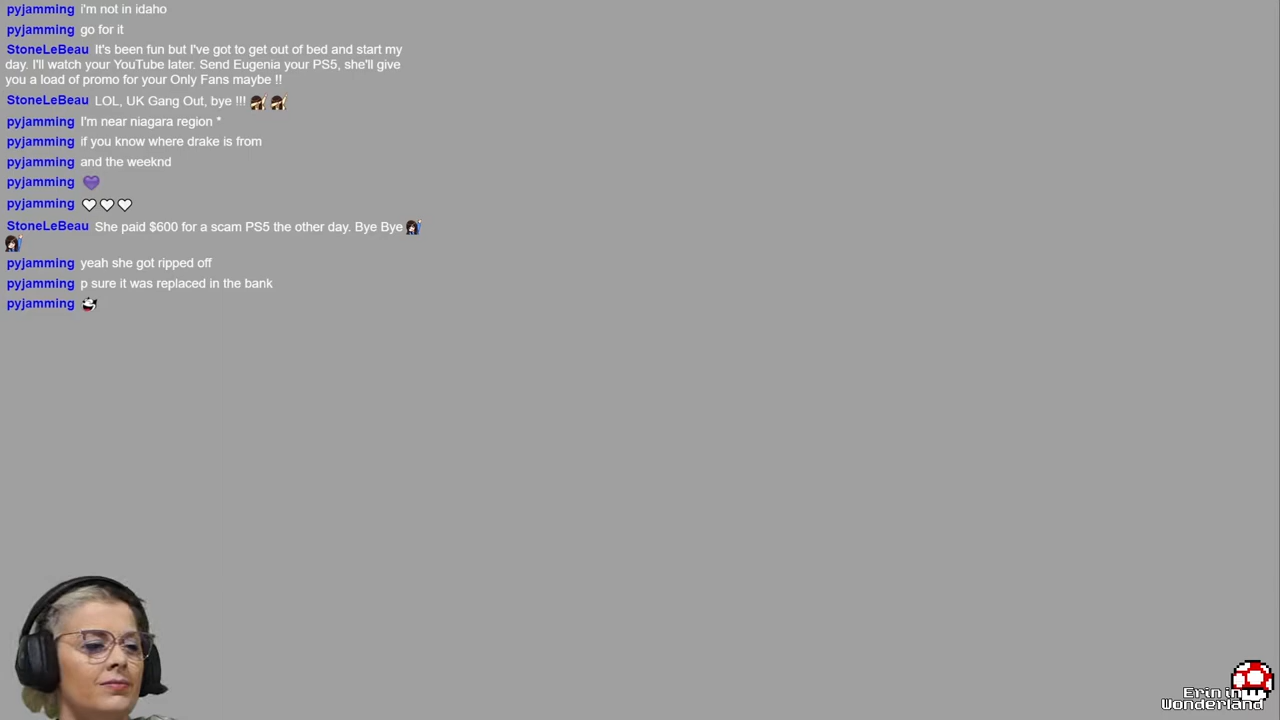 pyjamming i'm not in idaho
pyjamming go for it
StoneLeBeau It's been fun but I've got to get out of bed and start my
day. I'll watch your YouTube later. Send Eugenia your PS5, she'll give
you a load of promo for your Only Fans maybe !!
StoneLeBeau LOL, UK Gang Out, bye !!!
pyjamming I'm near niagara region *
pyjamming if you know where drake is from
pyjamming and the weeknd
pyjamming 💜
pyjamming ♡ ♡ ♡
StoneLeBeau She paid $600 for a scam PS5 the other day. Bye Bye
pyjamming yeah she got ripped off
pyjamming p sure it was replaced in the bank
pyjamming
Erin in
Wonderland